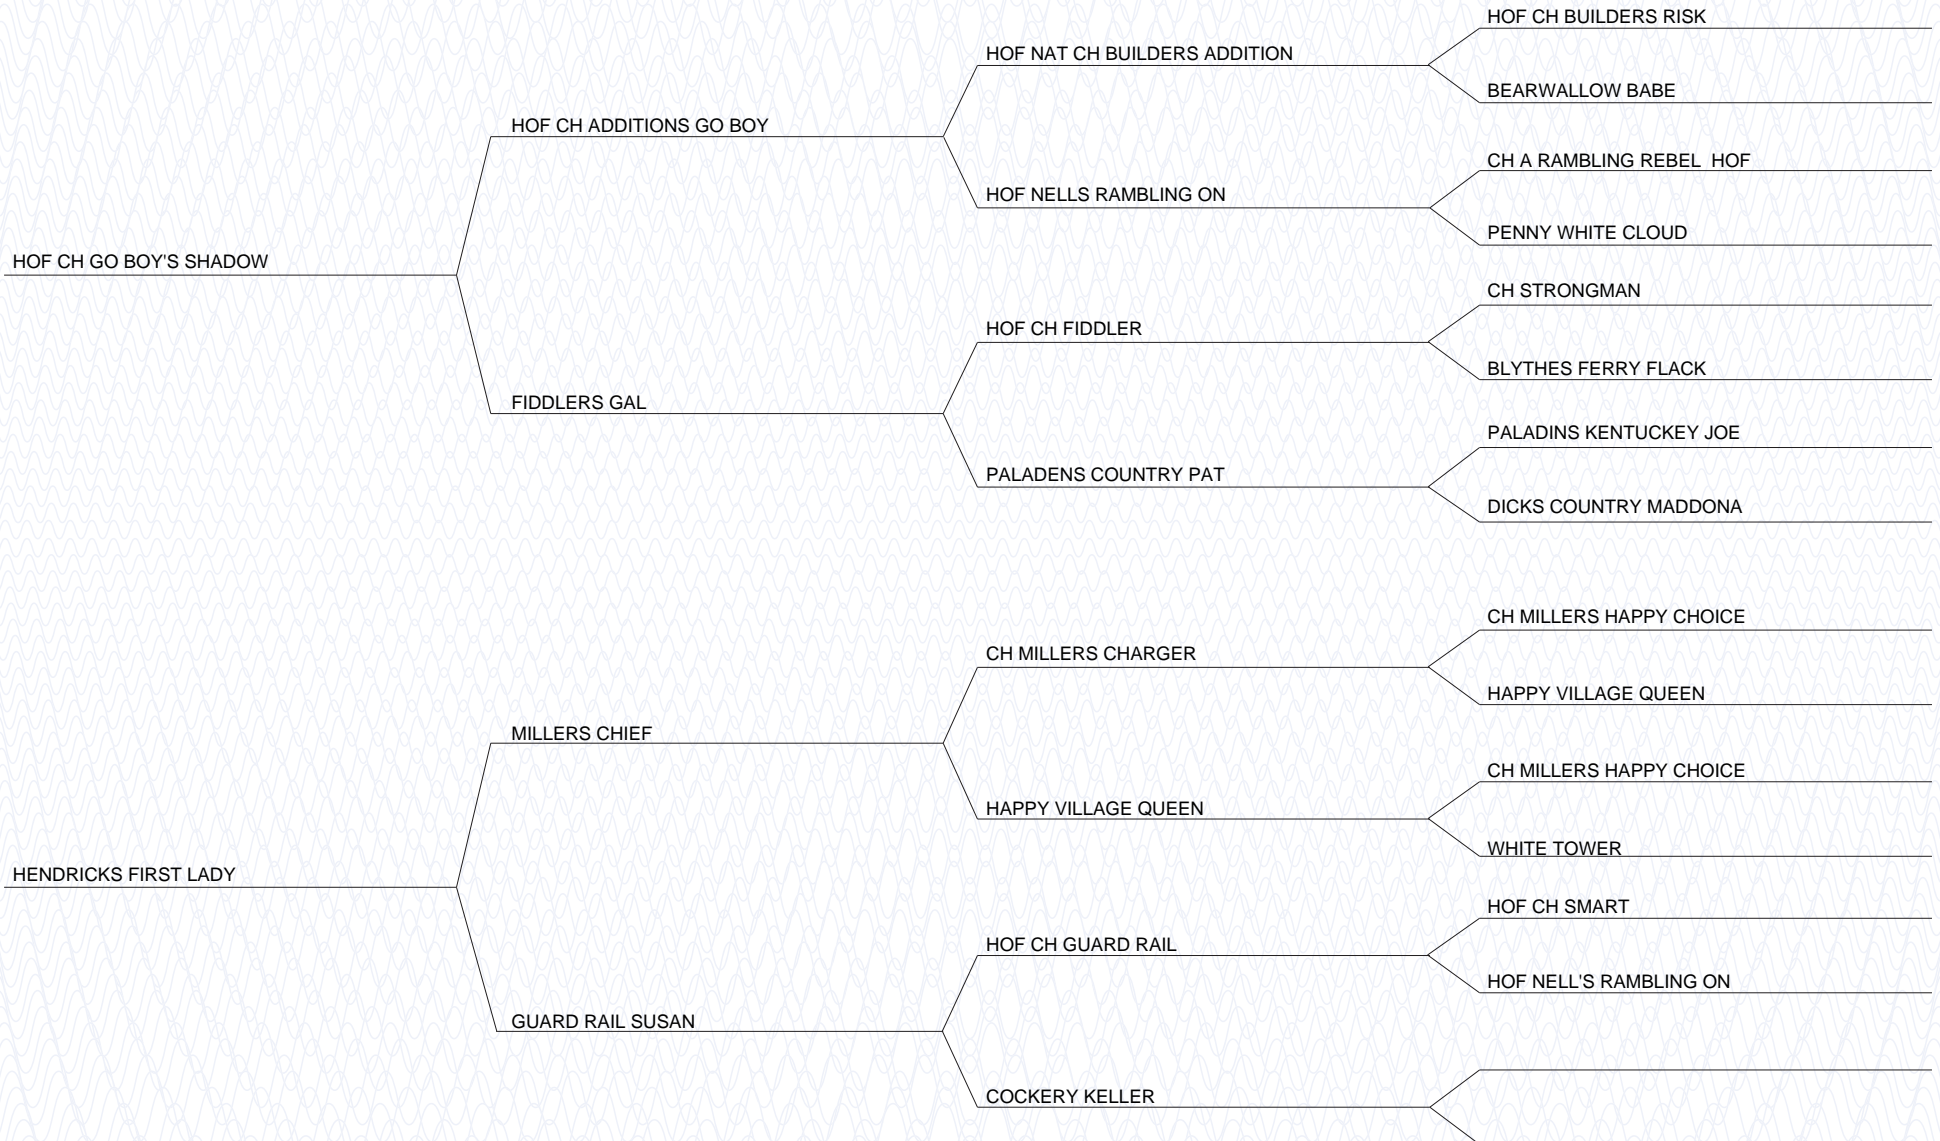 HOF CH BUILDERS RISK
HOF NAT CH BUILDERS ADDITION
BEARWALLOW BABE
HOF CH ADDITIONS GO BOY
CH A RAMBLING REBEL  HOF
HOF NELLS RAMBLING ON
PENNY WHITE CLOUD
HOF CH GO BOY'S SHADOW
CH STRONGMAN
HOF CH FIDDLER
BLYTHES FERRY FLACK
FIDDLERS GAL
PALADINS KENTUCKEY JOE
PALADENS COUNTRY PAT
DICKS COUNTRY MADDONA
CH MILLERS HAPPY CHOICE
CH MILLERS CHARGER
HAPPY VILLAGE QUEEN
MILLERS CHIEF
CH MILLERS HAPPY CHOICE
HAPPY VILLAGE QUEEN
WHITE TOWER
HENDRICKS FIRST LADY
HOF CH SMART
HOF CH GUARD RAIL
HOF NELL'S RAMBLING ON
GUARD RAIL SUSAN
COCKERY KELLER